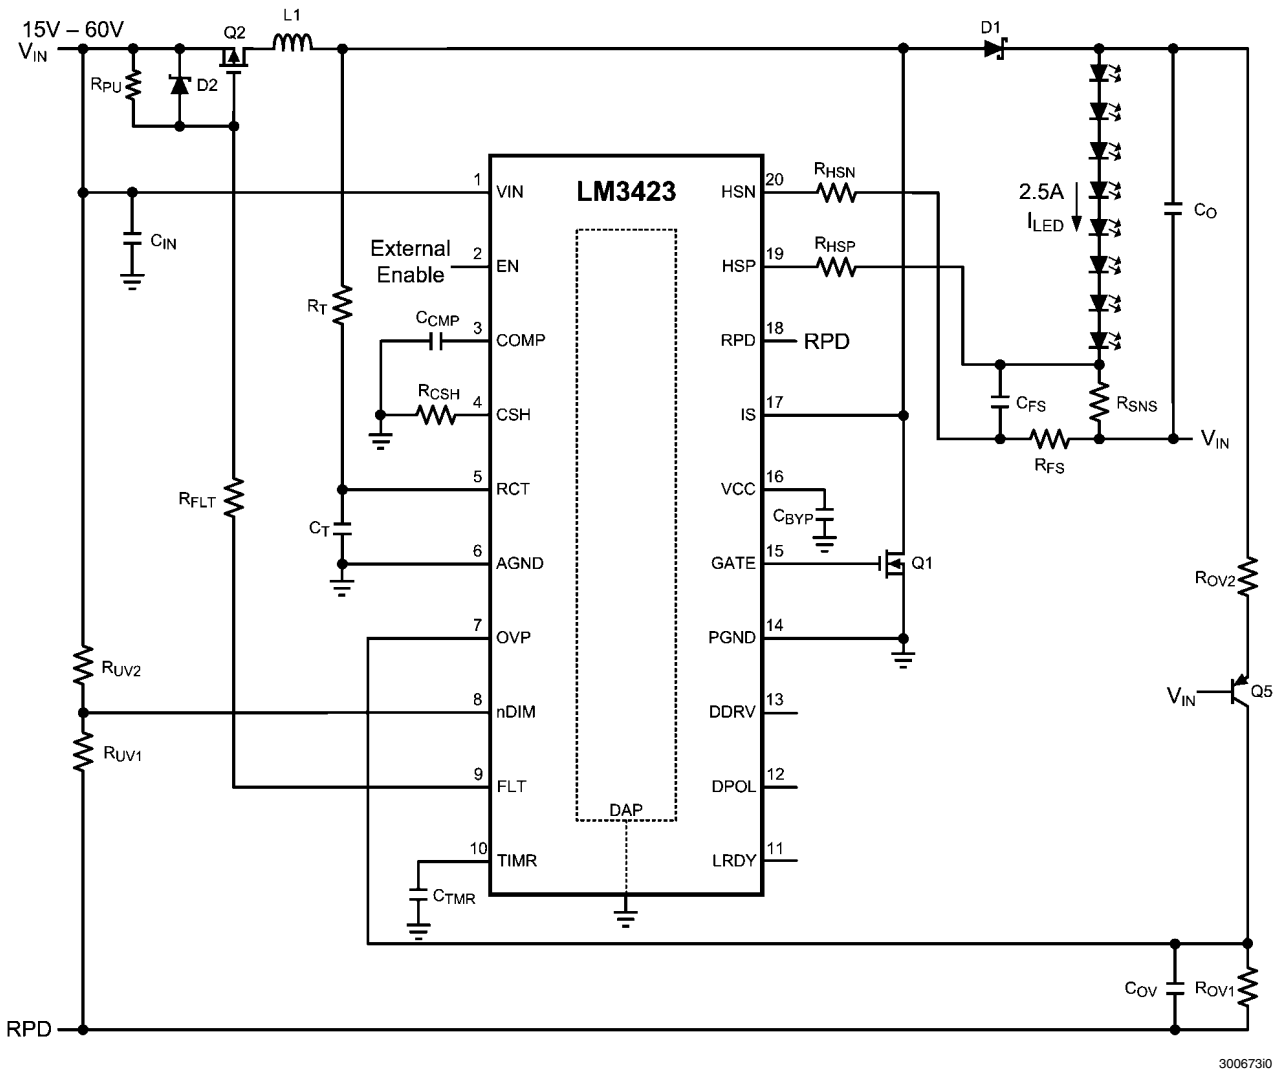 15V – 60V
VIN
Q2
L1
D1
RPU
D2
LM3423
1
VIN
HSN
20
RHSN
2.5A
ILED
CO
CIN
External
Enable
2
EN
HSP
19
RHSP
RT
CCMP
3
COMP
RPD
18
RPD
RCSH
4
CSH
IS
17
CFS
RSNS
RFS
VIN
RFLT
5
RCT
VCC
16
CBYP
CT
6
AGND
GATE
15
Q1
ROV2
7
OVP
PGND
14
RUV2
VIN
Q5
8
nDIM
DDRV
13
RUV1
9
FLT
DPOL
12
DAP
10
TIMR
LRDY
11
CTMR
COV
ROV1
RPD
300673i0